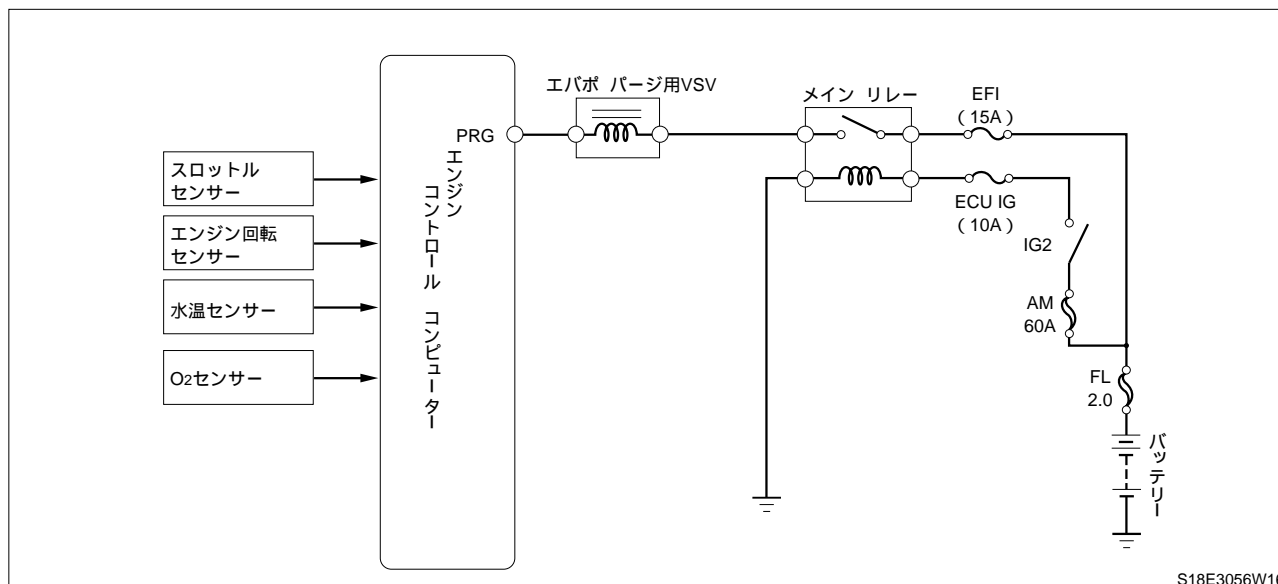 エバポ パージ用VSV
メイン リレー
EFI
(15A)
PRG
エンジン
コントロール コンピューター
スロットル
センサー
ECU IG
(10A)
エンジン回転
センサー
IG2
水温センサー
AM
60A
O2センサー
FL
2.0
バッテリー
S18E3056W16